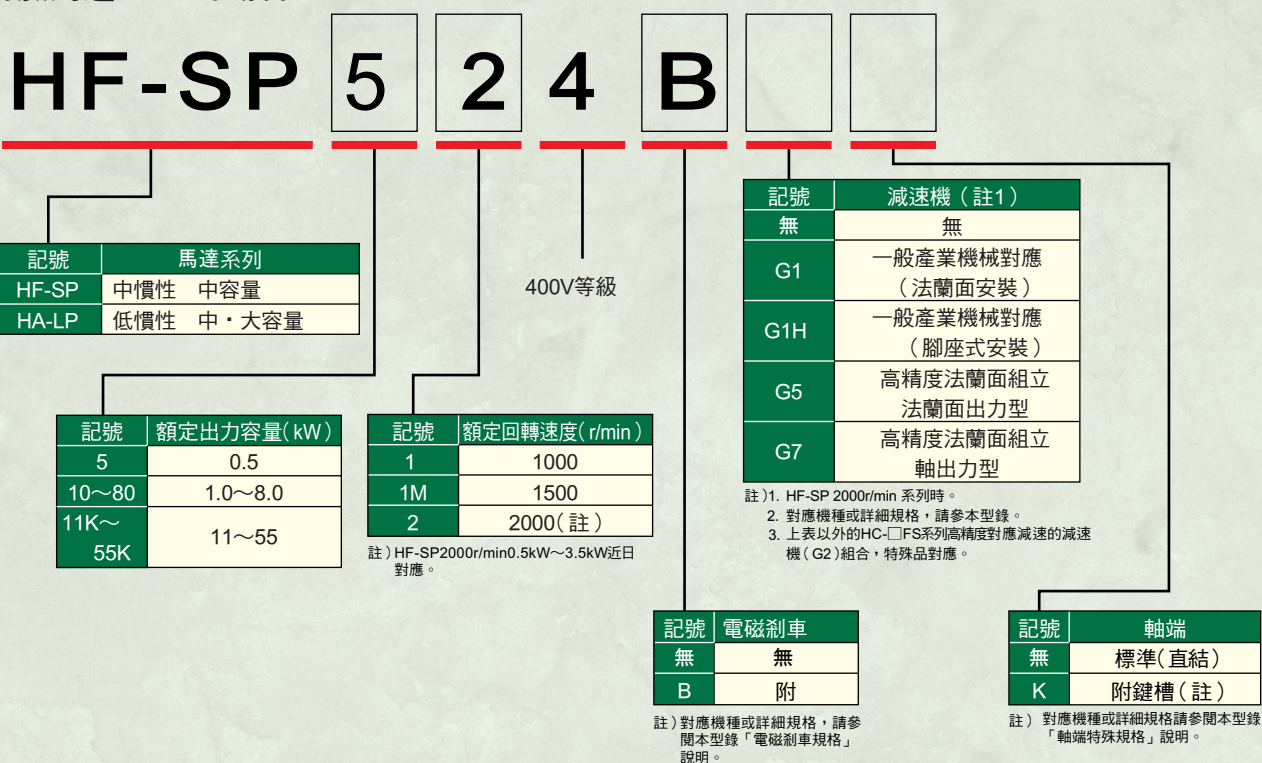 HF-SP 5 2 4 B
記號 馬達系列
HF-SP 中慣性 中容量
HA-LP 低慣性 中・大容量
記號 額定出力容量(kW)
5 0.5
10～80 1.0～8.0
11K～
55K
11～55
記號 額定回轉速度(r/min)
1 1000
1M 1500
2 2000(註)
註)HF-SP2000r/min0.5kW～3.5kW近日
對應。
400V等級
記號 減速機(註1)
無 無
G1 一般產業機械對應
(法蘭面安裝)
G1H 一般產業機械對應
(腳座式安裝)
G5 高精度法蘭面組立
法蘭面出力型
G7 高精度法蘭面組立
軸出力型
註)1. HF-SP 2000r/min 系列時。
2. 對應機種或詳細規格,請參本型錄。
3. 上表以外的HC-□FS系列高精度對應減速的減速
機(G2)組合,特殊品對應。
記號 電磁剎車
無 無
B 附
註)對應機種或詳細規格,請參
閱本型錄「電磁剎車規格」
說明。
記號 軸端
無 標準(直結)
K 附鍵槽(註)
註) 對應機種或詳細規格請參閱本型錄
「軸端特殊規格」說明。